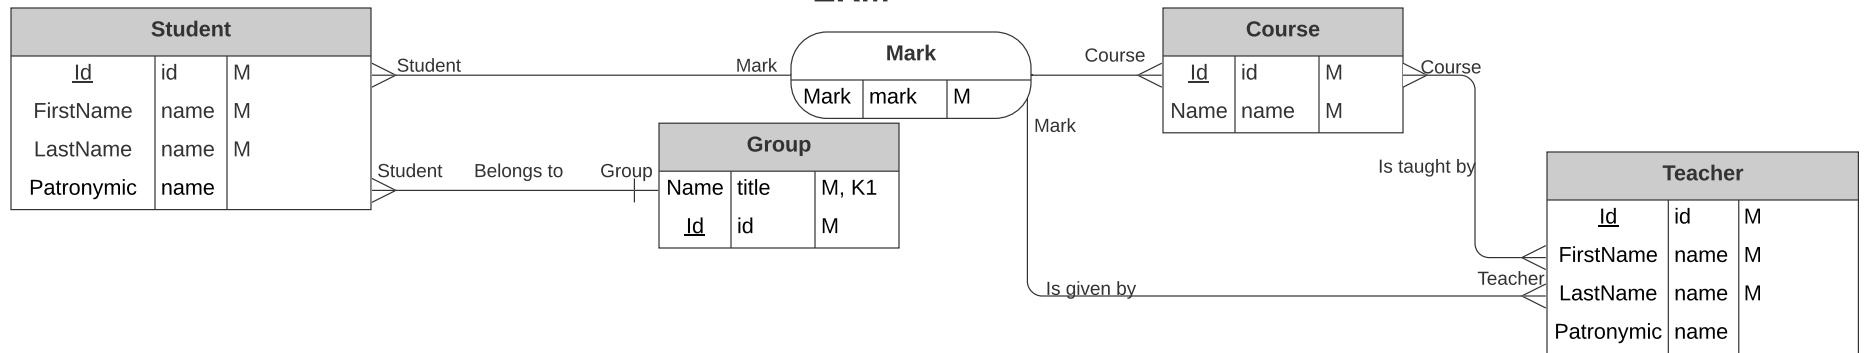 Student
Id id M
FirstName name M
LastName name M
Patronymic name
Student
Mark
Mark
Mark mark M
Course
Course
Id id M
Name name M
Course
Student
Belongs to
Group
Group
Name title M, K1
Id id M
Mark
Is taught by
Is given by
Teacher
Teacher
Id id M
FirstName name M
LastName name M
Patronymic name